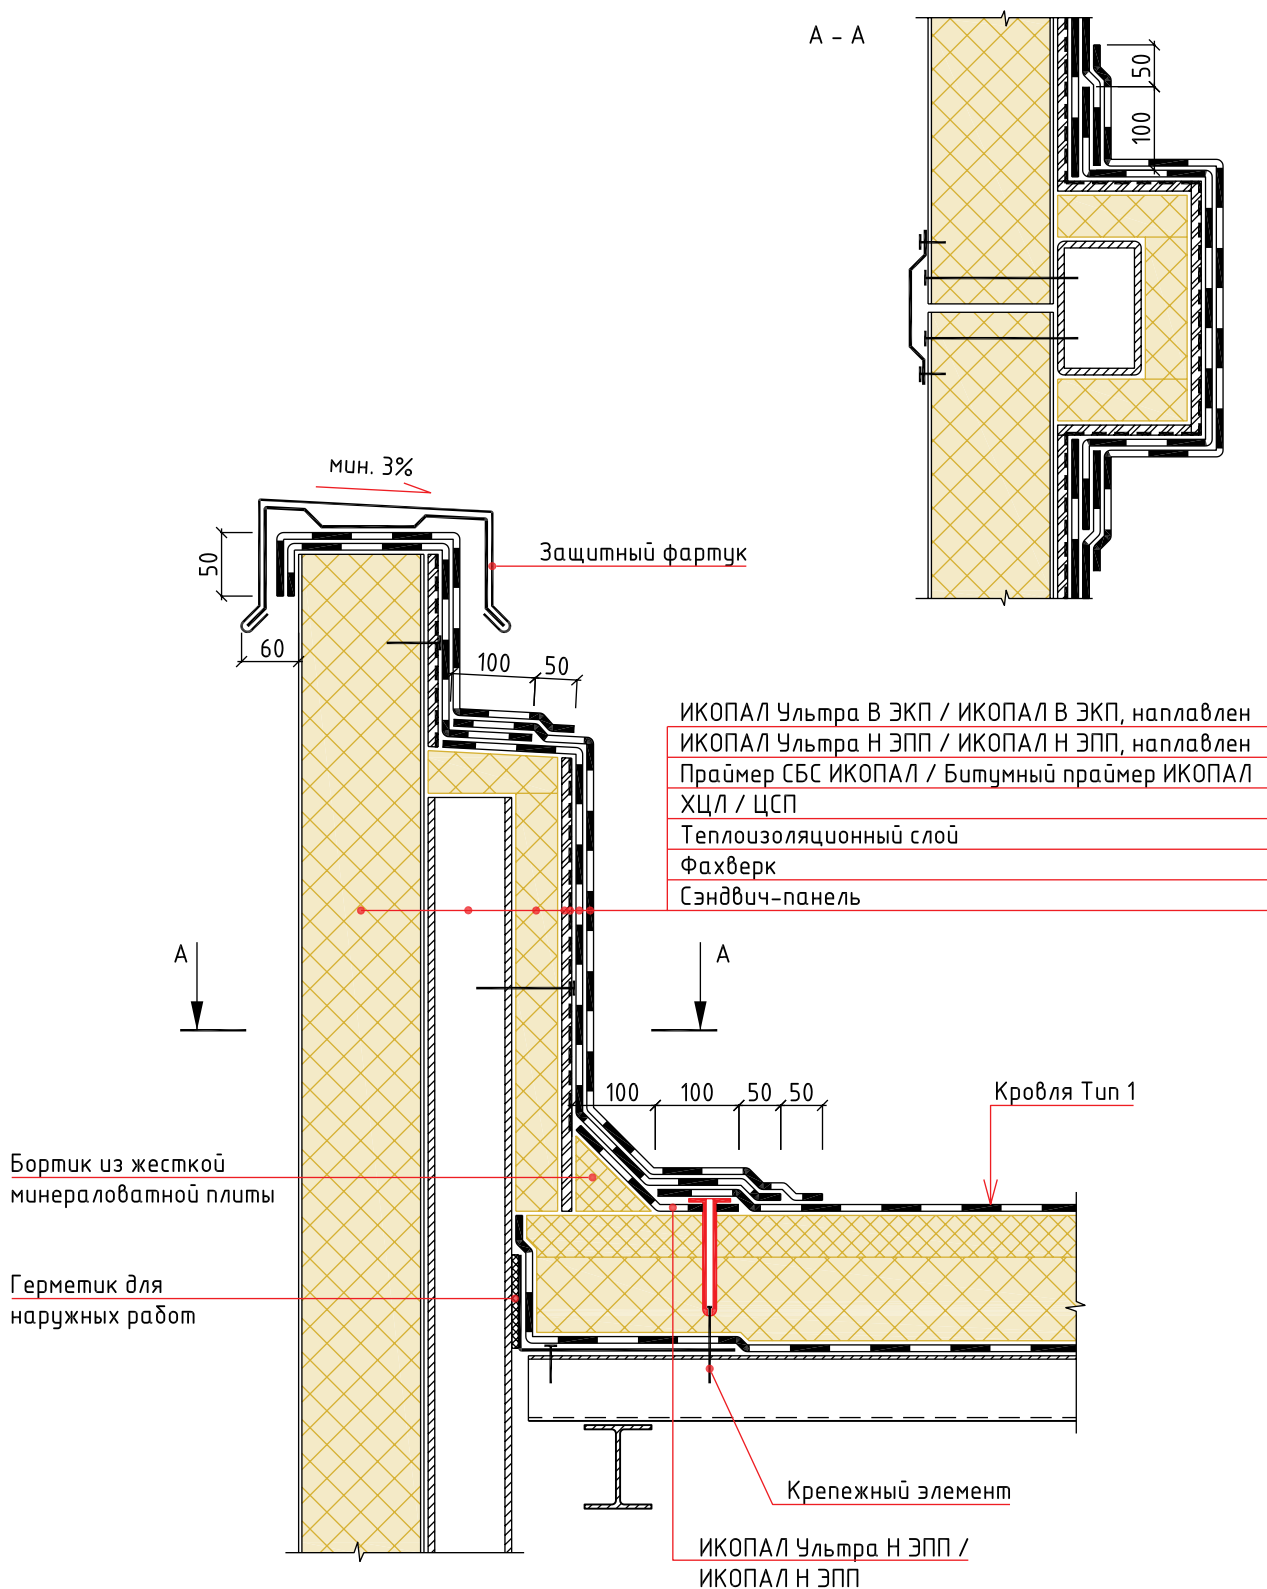 А – А
50
100
мин. 3%
50
Защитный фартук
60
100
50
ИКОПАЛ Ультра В ЭКП / ИКОПАЛ В ЭКП, наплавлен
ИКОПАЛ Ультра Н ЭПП / ИКОПАЛ Н ЭПП, наплавлен
Праймер СБС ИКОПАЛ / Битумный праймер ИКОПАЛ
ХЦЛ / ЦСП
Теплоизоляционный слой
Фахверк
Сэндвич-панель
А
А
100
100
50
50
Кровля Тип 1
Бортик из жесткой
минераловатной плиты
Герметик для
наружных работ
Крепежный элемент
ИКОПАЛ Ультра Н ЭПП /
ИКОПАЛ Н ЭПП